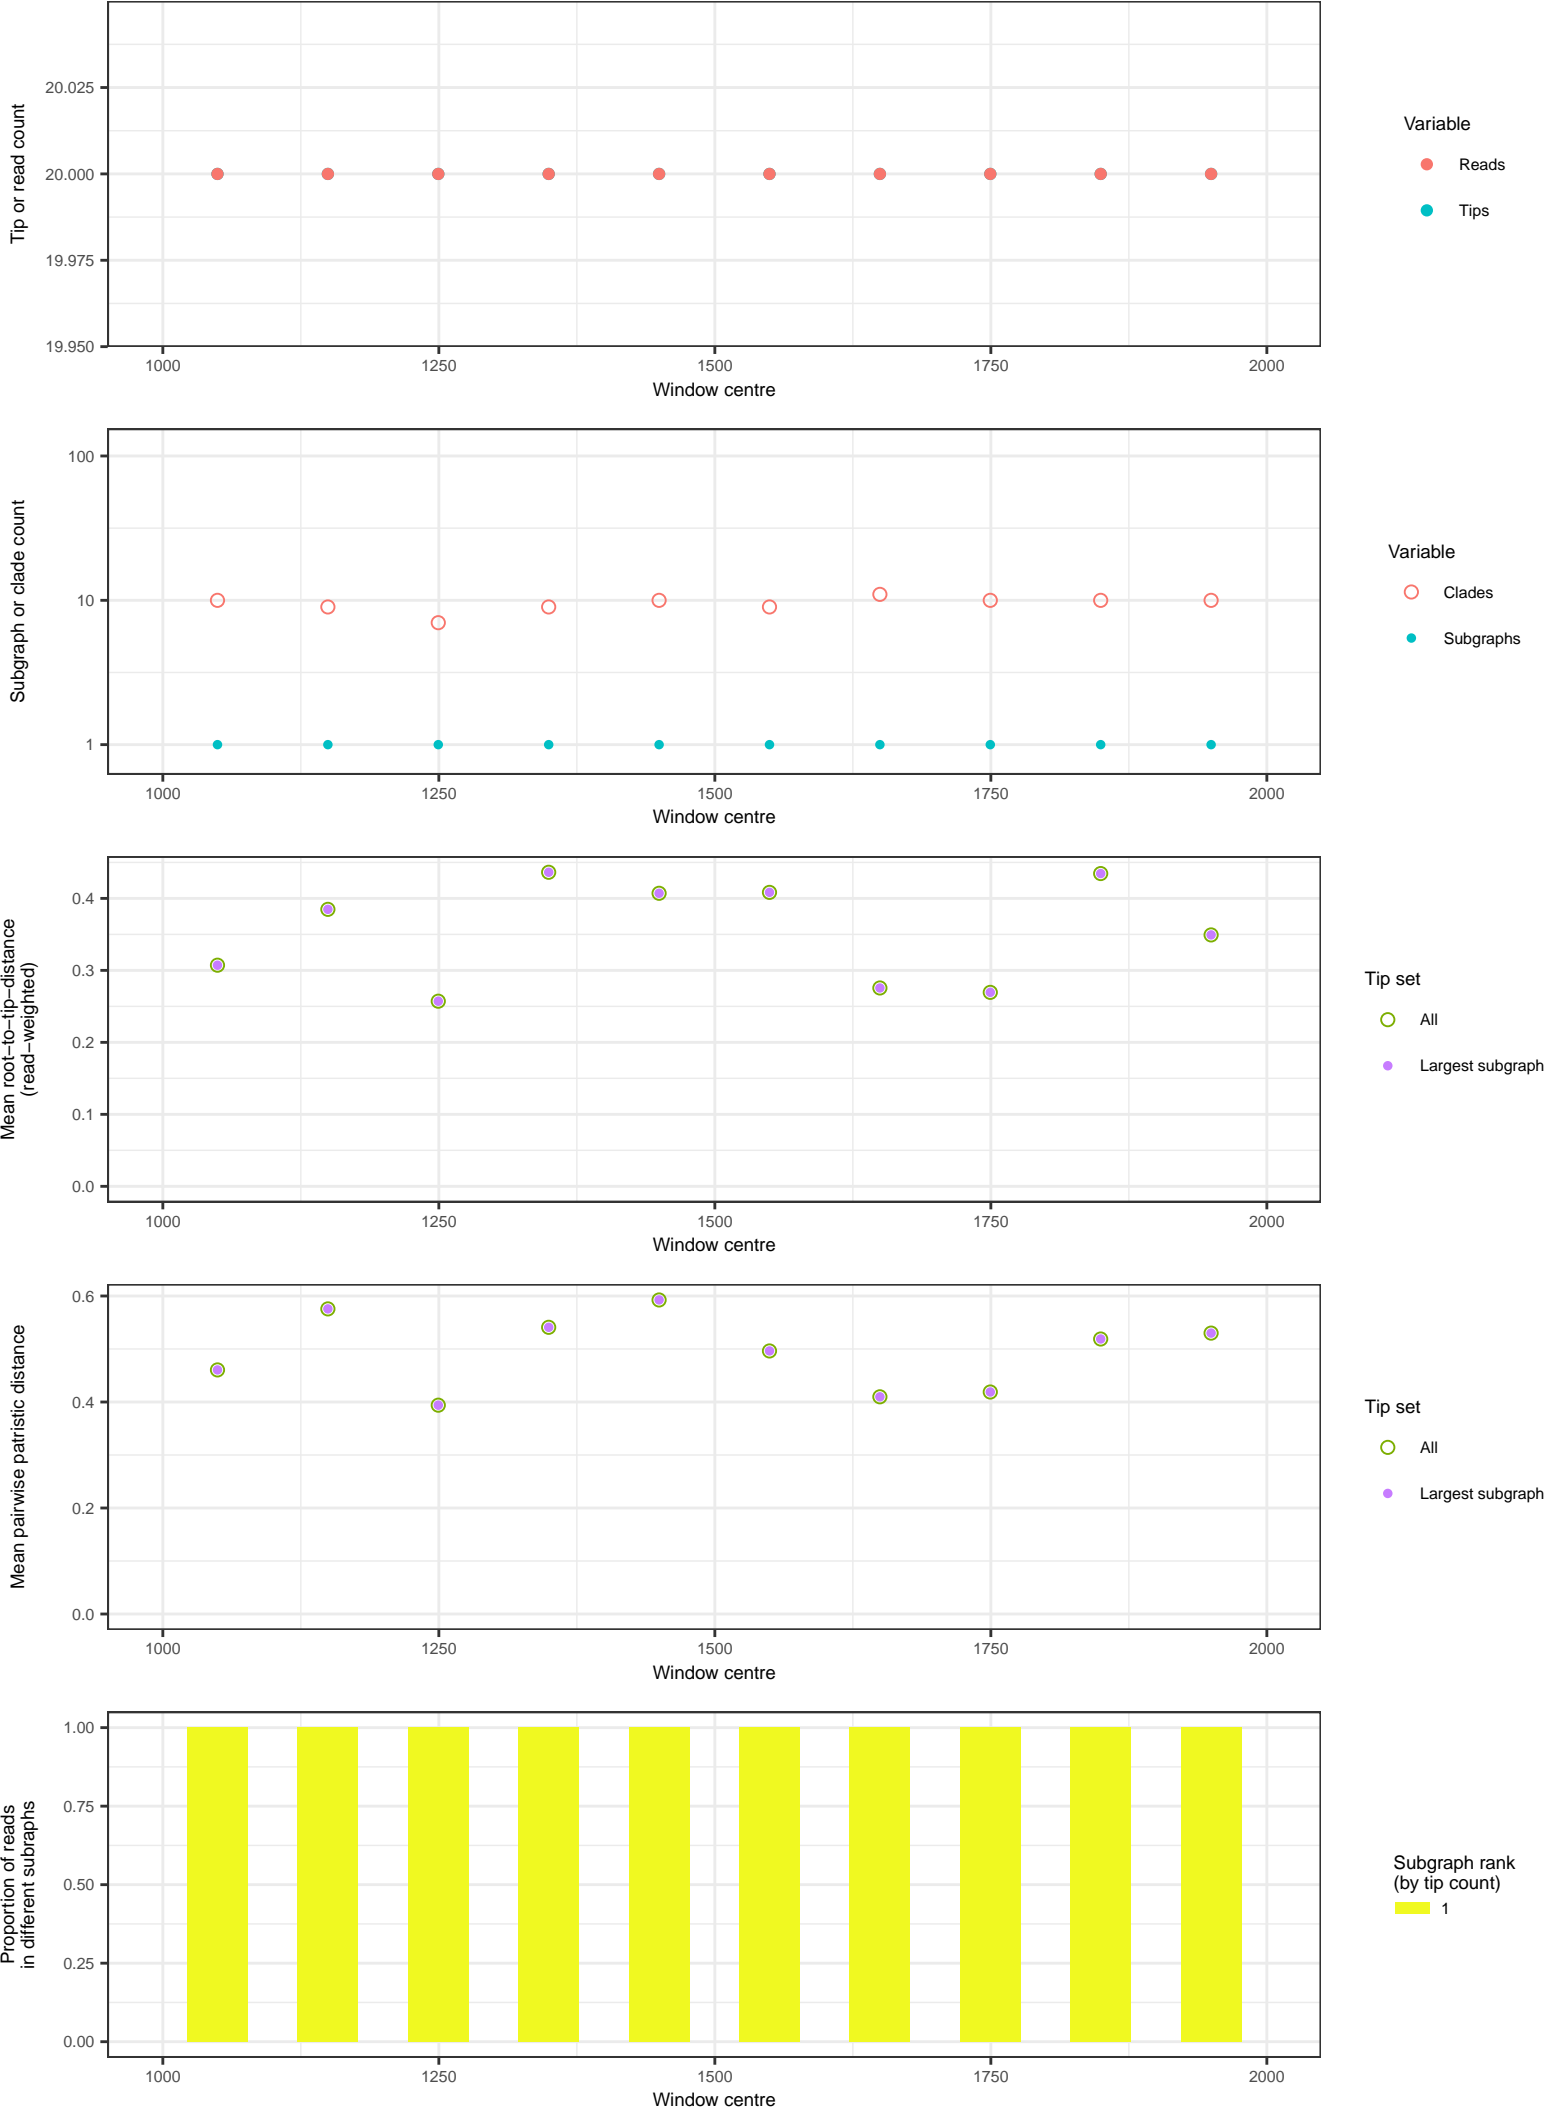 Tip or read count
20.025
20.000
19.975
19.950
1000 1250 1500 1750 2000
Window centre
Variable
Reads
Tips
Subgraph or clade count
100
10
1
1000 1250 1500 1750 2000
Window centre
Variable
Clades
Subgraphs
Mean root−to−tip−distance
(read−weighted)
0.4
0.3
0.2
0.1
0.0
1000 1250 1500 1750 2000
Window centre
Tip set
All
Largest subgraph
Mean pairwise patristic distance
0.6
0.4
0.2
0.0
1000 1250 1500 1750 2000
Window centre
Tip set
All
Largest subgraph
Proportion of reads
in different subraphs
1.00
0.75
0.50
0.25
0.00
1000 1250 1500 1750 2000
Window centre
Subgraph rank
(by tip count)
1